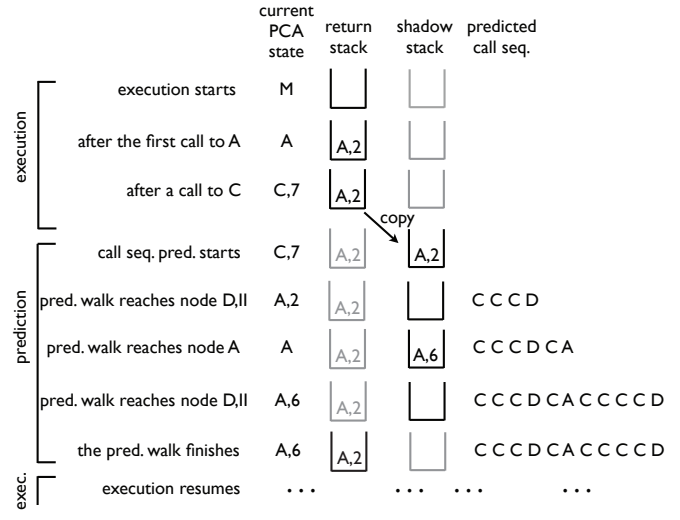 current PCA state return stack shadow stack predicted call seq.
execution
execution starts M
after the first call to A A A,2
after a call to C C,7 A,2
copy
prediction
call seq. pred. starts C,7 A,2 A,2
pred. walk reaches node D,II A,2 A,2 C C C D
pred. walk reaches node A A A,2 A,6 C C C D C A
pred. walk reaches node D,II A,6 A,2 C C C D C A C C C C D
the pred. walk finishes A,6 A,2 C C C D C A C C C C D
exec.
execution resumes ... ... ... ...